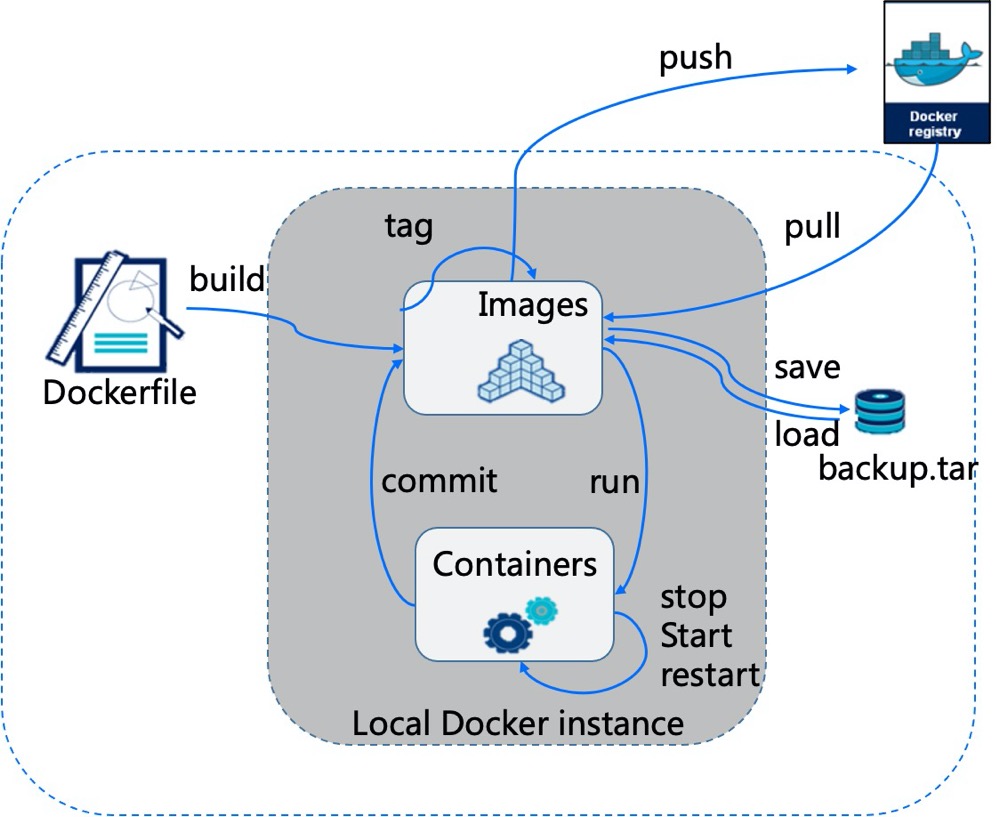 push
Docker
registry
tag
pull
build
Images
Dockerfile
save
load
backup.tar
commit
run
Containers
stop
Start
restart
Local Docker instance